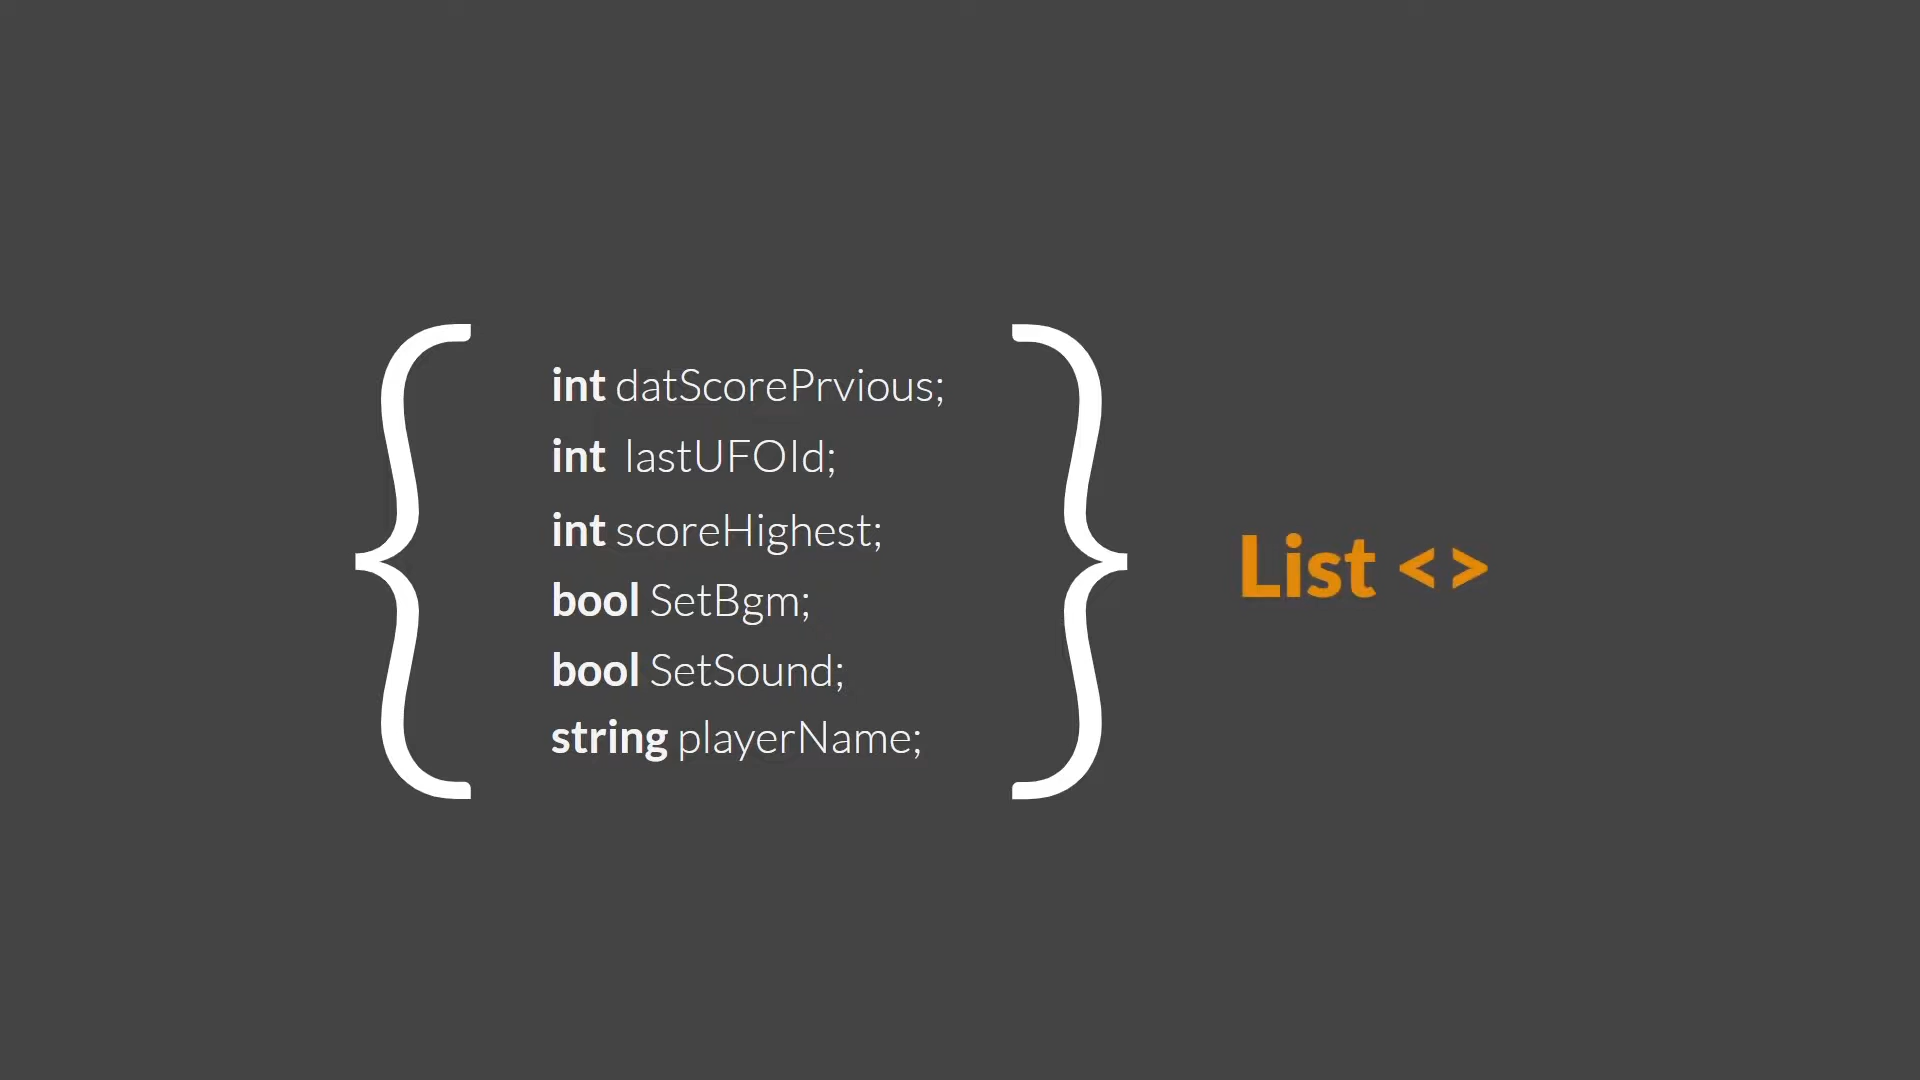 int datScorePrvious;
int lastUFOId;
int scoreHighest;
bool SetBgm;
bool SetSound;
string playerName;
{ }
List <>